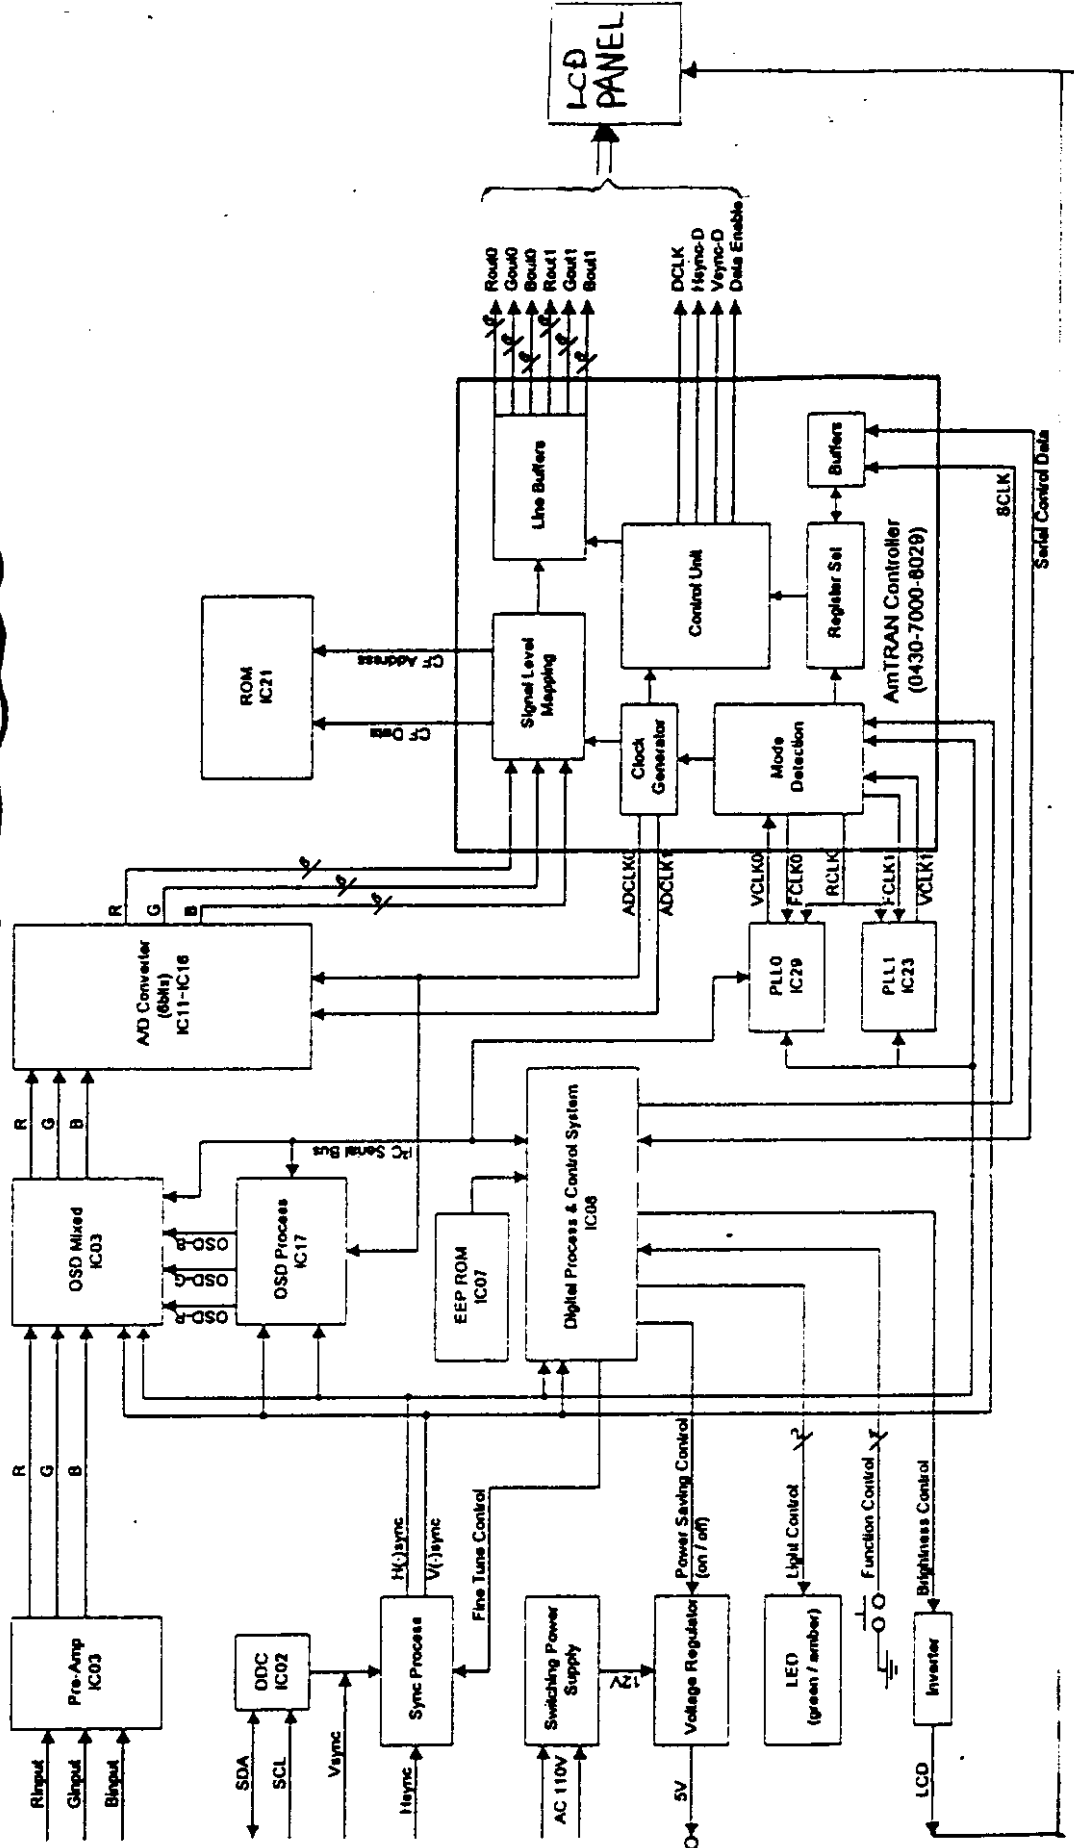 LCD
PANEL
Rout0
Gout0
Bout0
Rout1
Gout1
Bout1
DCLK
Hsync-D
Vsync-D
Data Enable
ROM
IC21
CF Address
CF Data
Line Buffers
Signal Level
Mapping
Control Unit
Clock
Generator
Buffers
Register Set
Mode
Detection
AmTRAN Controller
(0430-7000-6029)
SCLK
Serial Control Data
R
G
B
ADCLK0
ADCLK1
VCLK0
FCLK0
RCLK
FCLK1
VCLK1
A/D Converter
(6bits)
IC11~IC16
PLL0
IC29
PLL1
IC23
R
G
B
I²C Serial Bus
OSD Mixed
IC03
OSD-B
OSD-G
OSD-R
OSD Process
IC17
EEP ROM
IC07
Digital Process & Control System
IC08
R
G
B
H(-)sync
V(-)sync
Fine Tune Control
Power Saving Control
(on / off)
Light Control
Function Control
Brightness Control
Pre-Amp
IC03
DDC
IC02
Sync Process
Switching Power
Supply
12V
Voltage Regulator
LED
(green / amber)
Inverter
Rinput
Ginput
Binput
SDA
SCL
Vsync
Hsync
AC 110V
5V
LCD